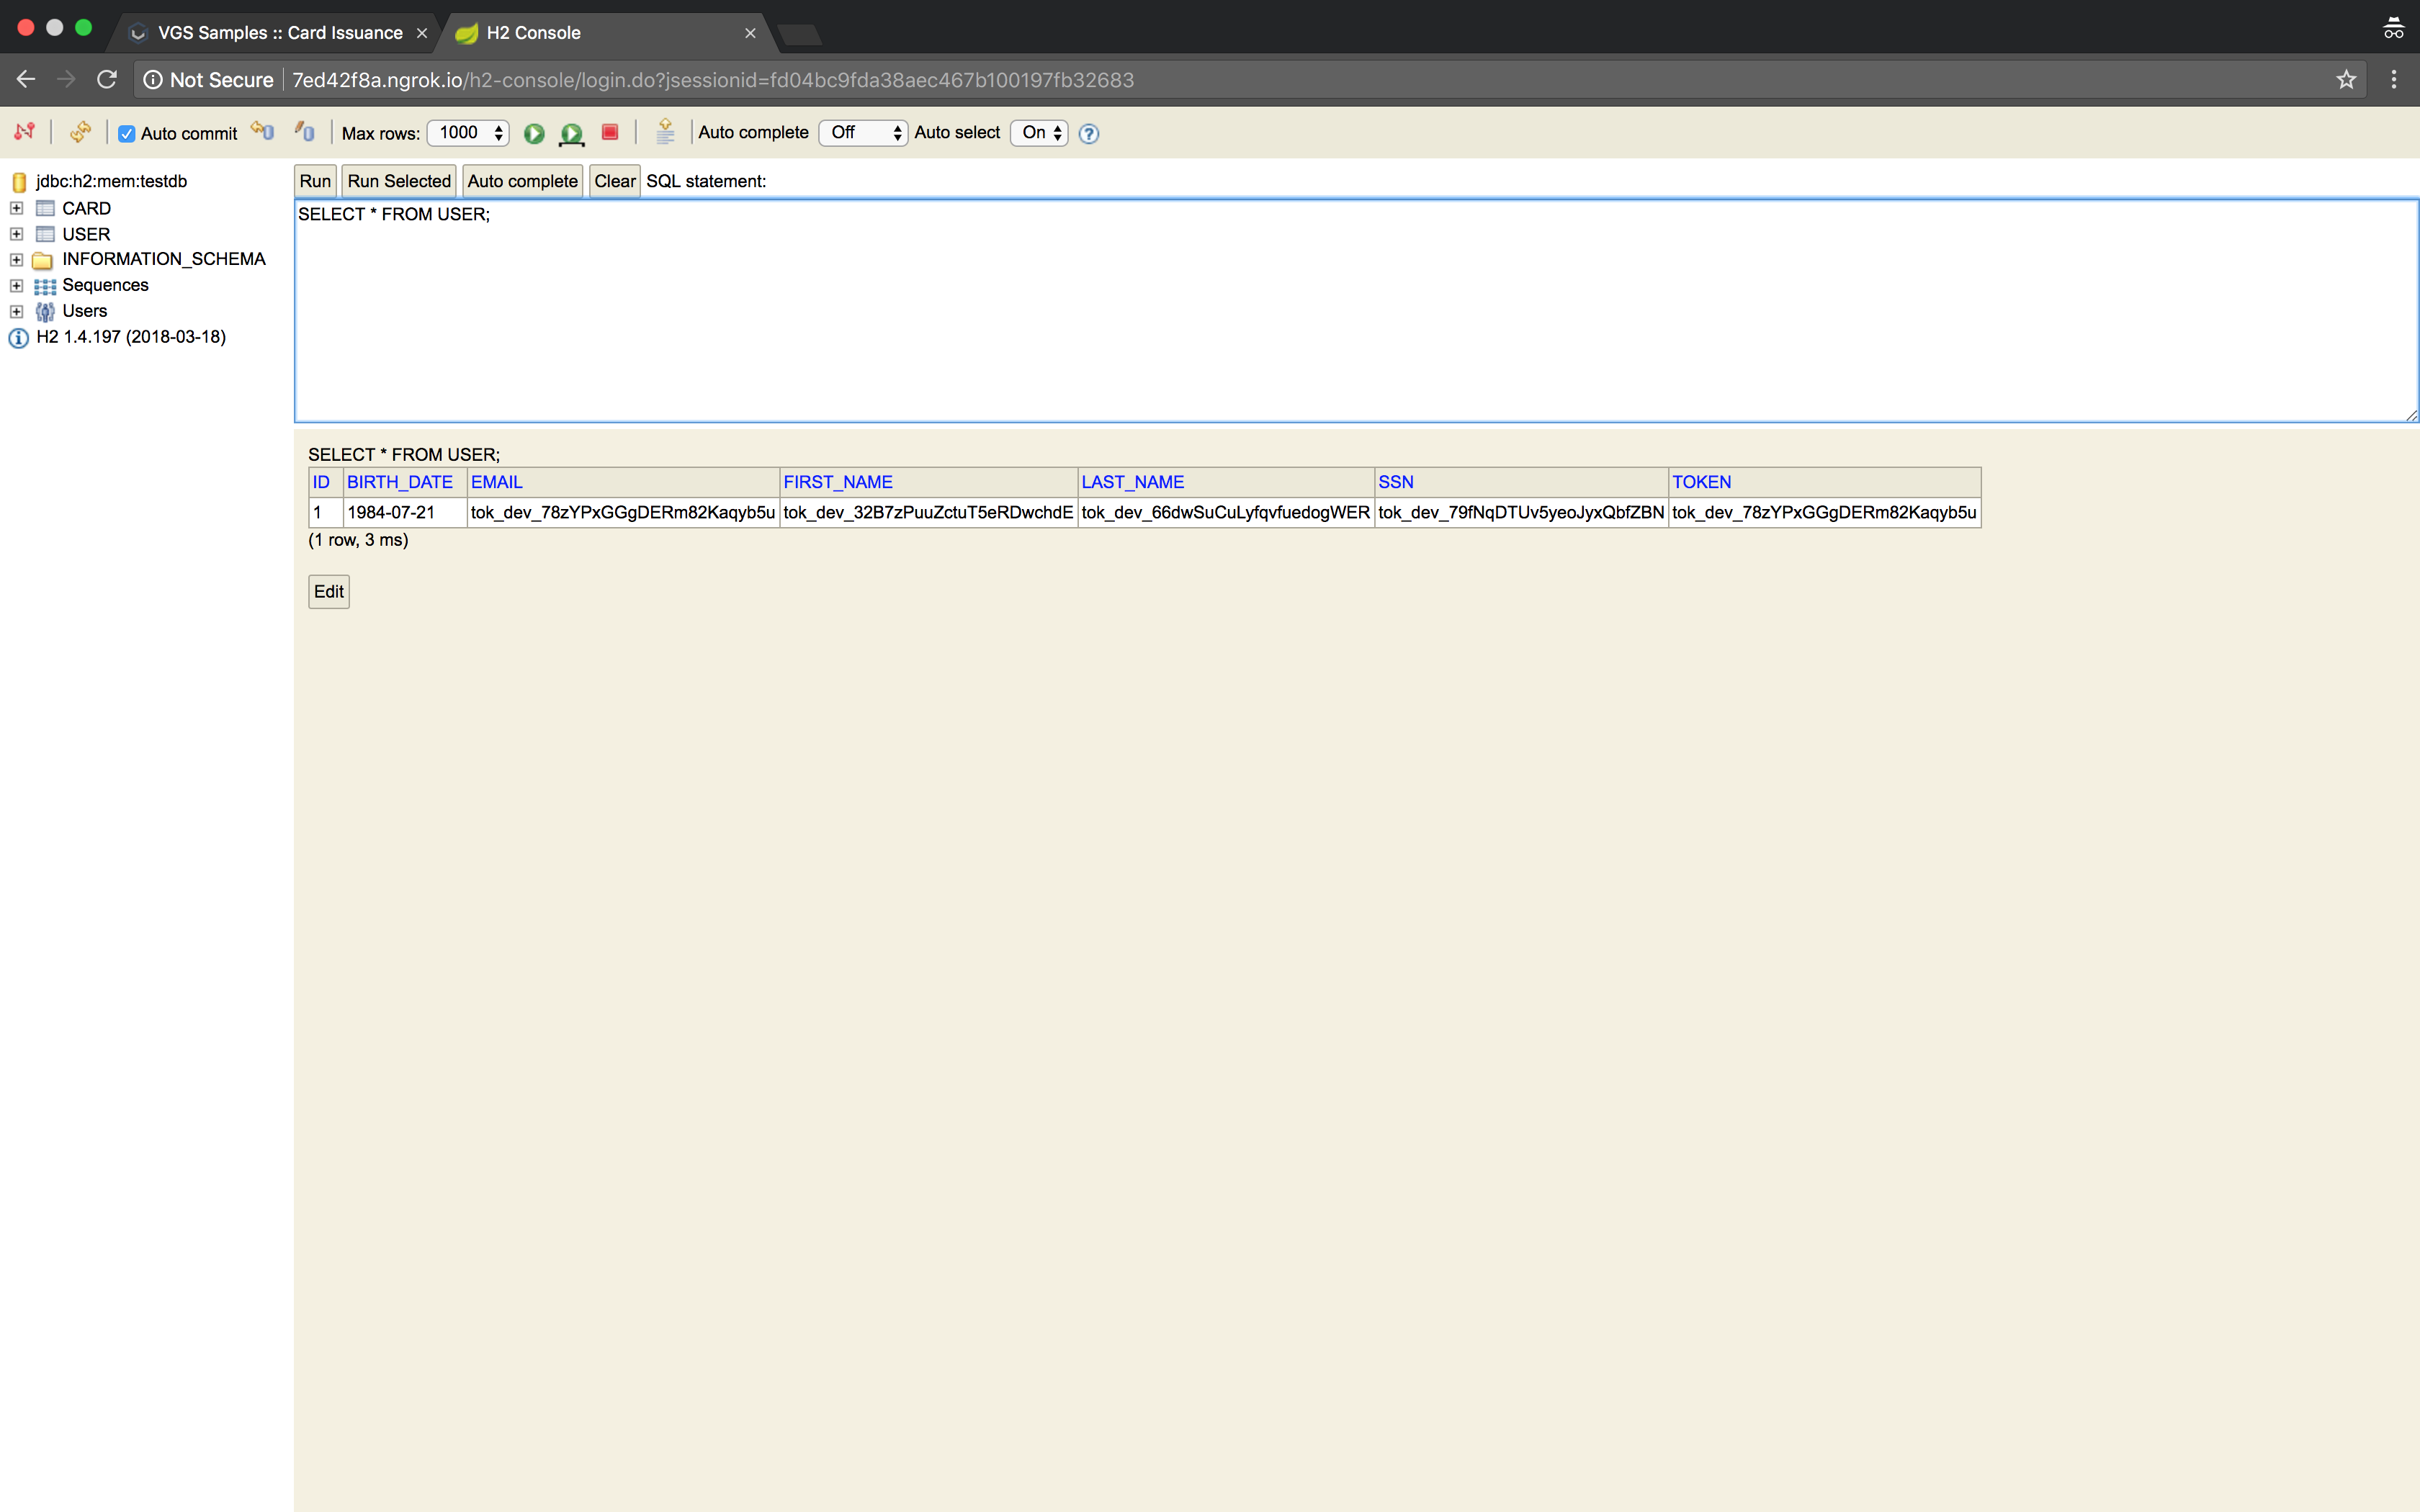 VGS Samples :: Card Issuance
H2 Console
Not Secure 7ed42f8a.ngrok.io/h2-console/login.do?jsessionid=fd04bc9fda38aec467b100197fb32683
Auto commit Max rows: 1000 Auto complete Off Auto select On
jdbc:h2:mem:testdb
CARD
USER
INFORMATION_SCHEMA
Sequences
Users
H2 1.4.197 (2018-03-18)
Run Run Selected Auto complete Clear SQL statement:
SELECT * FROM USER;
SELECT * FROM USER;
ID BIRTH_DATE EMAIL FIRST_NAME LAST_NAME SSN TOKEN
1 1984-07-21 tok_dev_78zYPxGGgDERm82Kaqyb5u tok_dev_32B7zPuuZctuT5eRDwchdE tok_dev_66dwSuCuLyfqvfuedogWER tok_dev_79fNqDTUv5yeoJyxQbfZBN tok_dev_78zYPxGGgDERm82Kaqyb5u
(1 row, 3 ms)
Edit